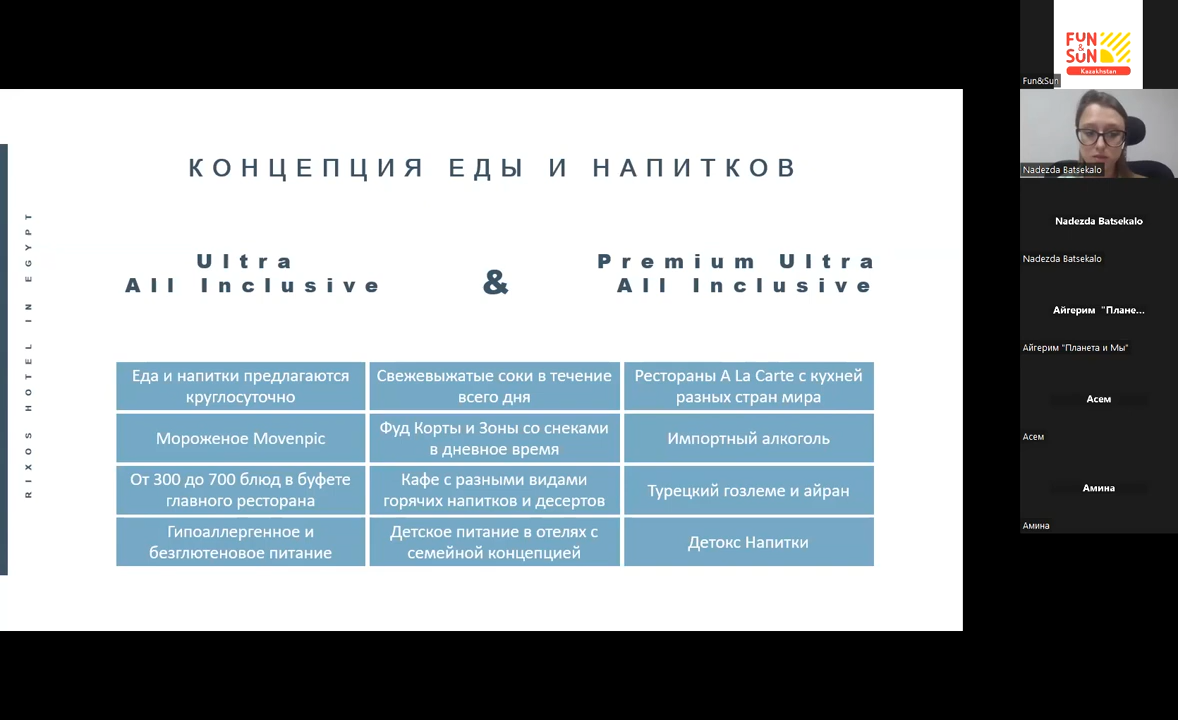 КОНЦЕПЦИЯ ЕДЫ И НАПИТКОВ
Ultra
All Inclusive
&
Premium Ultra
All Inclusive
Еда и напитки предлагаются
круглосуточно
Свежевыжатые соки в течение
всего дня
Рестораны A La Carte с кухней
разных стран мира
Мороженое Movenpic
Фуд Корты и Зоны со снеками
в дневное время
Импортный алкоголь
От 300 до 700 блюд в буфете
главного ресторана
Кафе с разными видами
горячих напитков и десертов
Турецкий гозлеме и айран
Гипоаллергенное и
безглютеновое питание
Детское питание в отелях с
семейной концепцией
Детокс Напитки
RIXOS HOTEL IN EGYPT
FUN
&
SUN
Kazakhstan
Fun&Sun
Nadezda Batsekalo
Nadezda Batsekalo
Nadezda Batsekalo
Айгерим "Плане...
Айгерим "Планета и Мы"
Асем
Асем
Амина
Амина